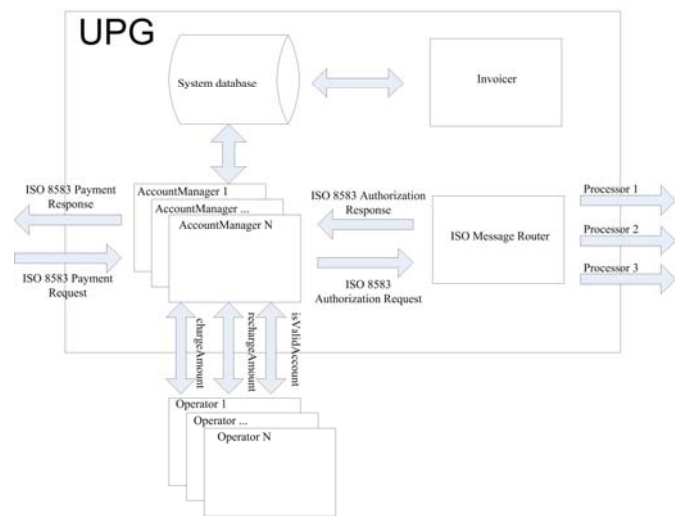 UPG
System database
Invoicer
ISO 8583 Payment
Response
ISO 8583 Payment
Request
AccountManager 1
AccountManager ...
AccountManager N
ISO 8583 Authorization
Response
ISO 8583
Authorization Request
ISO Message Router
Processor 1
Processor 2
Processor 3
chargeAmount
rechargeAmount
isValidAccount
Operator 1
Operator ...
Operator N